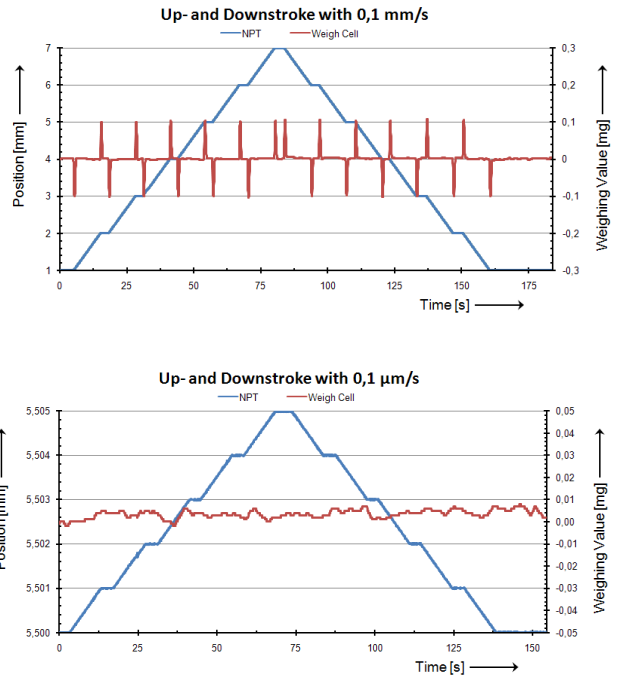 Up- and Downstroke with 0,1 mm/s
NPT Weigh Cell
Position [mm]
7
6
5
4
3
2
1
0,3
0,2
0,1
0
-0,1
-0,2
-0,3
Weighing Value [mg]
0 25 50 75 100 125 150 175
Time [s]
Up- and Downstroke with 0,1 µm/s
NPT Weigh Cell
Position [mm]
5,505
5,504
5,503
5,502
5,501
5,500
0,05
0,04
0,03
0,02
0,01
0,00
-0,01
-0,02
-0,03
-0,04
-0,05
Weighing Value [mg]
0 25 50 75 100 125 150
Time [s]